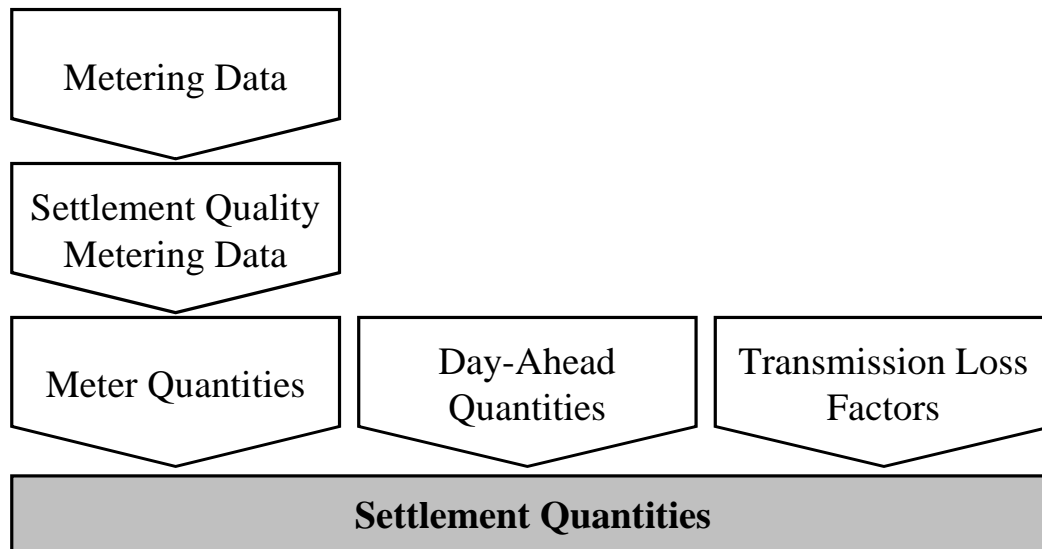 Metering Data
Settlement Quality
Metering Data
Meter Quantities
Day-Ahead
Quantities
Transmission Loss
Factors
Settlement Quantities